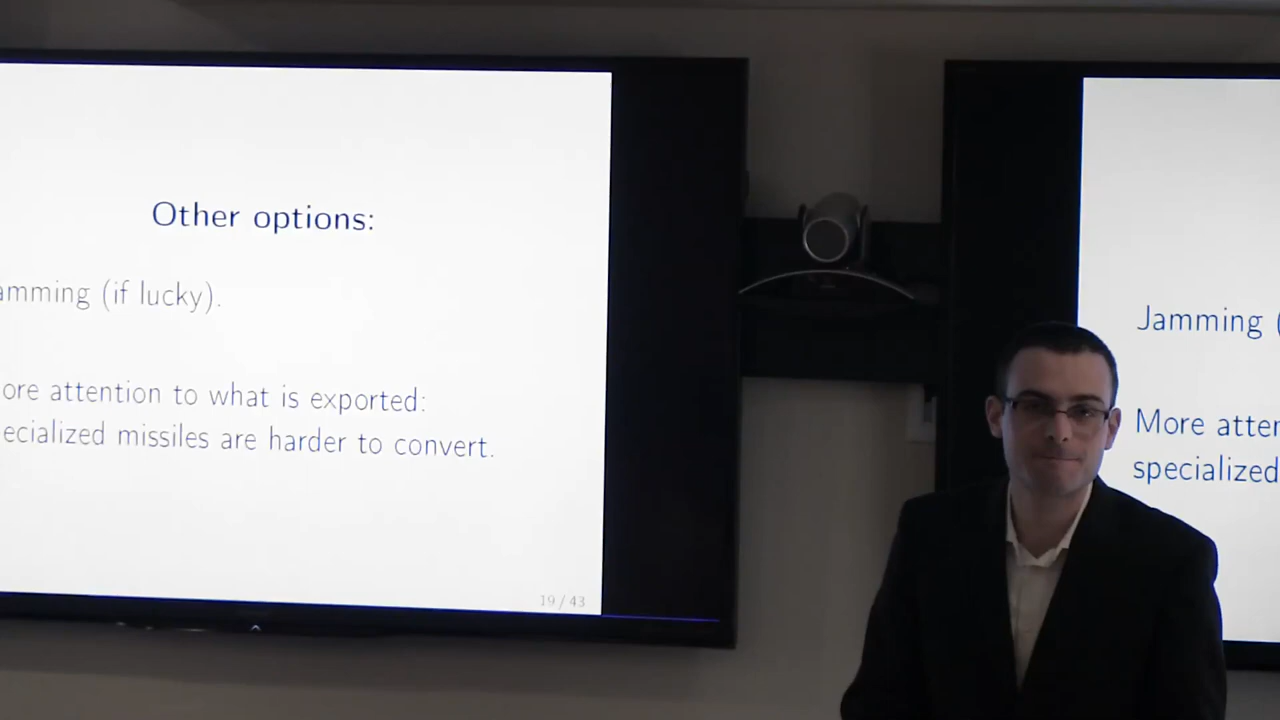 Other options:
amming (if lucky).
ore attention to what is exported:
ecialized missiles are harder to convert.
19 / 43
Jamming (
More atter
specialized